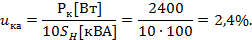 u_ка = P_к[Вт] / 10S_H[кВА] = 2400 / 10 · 100 = 2,4%.